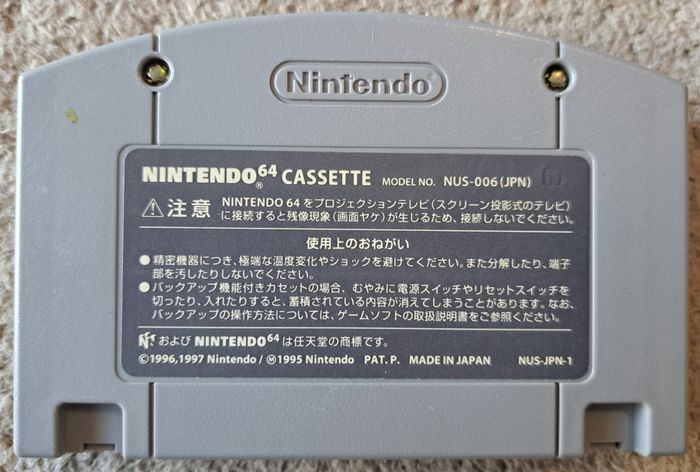 Nintendo®
NINTENDO64® CASSETTE MODEL NO. NUS-006(JPN)
⚠注意 NINTENDO 64 をプロジェクションテレビ(スクリーン投影式のテレビ)
に接続すると残像現象(画面ヤケ)が生じるため、接続しないでください。
使用上のおねがい
●精密機器につき、極端な温度変化やショックを避けてください。また分解したり、端子
部を汚したりしないでください。
●バックアップ機能付きカセットの場合、むやみに電源スイッチやリセットスイッチを
切ったり、入れたりすると、蓄積されている内容が消えてしまうことがあります。なお、
バックアップの操作方法については、ゲームソフトの取扱説明書をご参照ください。
および NINTENDO64 は任天堂の商標です。
©1996,1997 Nintendo/Ⓜ1995 Nintendo PAT. P. MADE IN JAPAN NUS-JPN-1